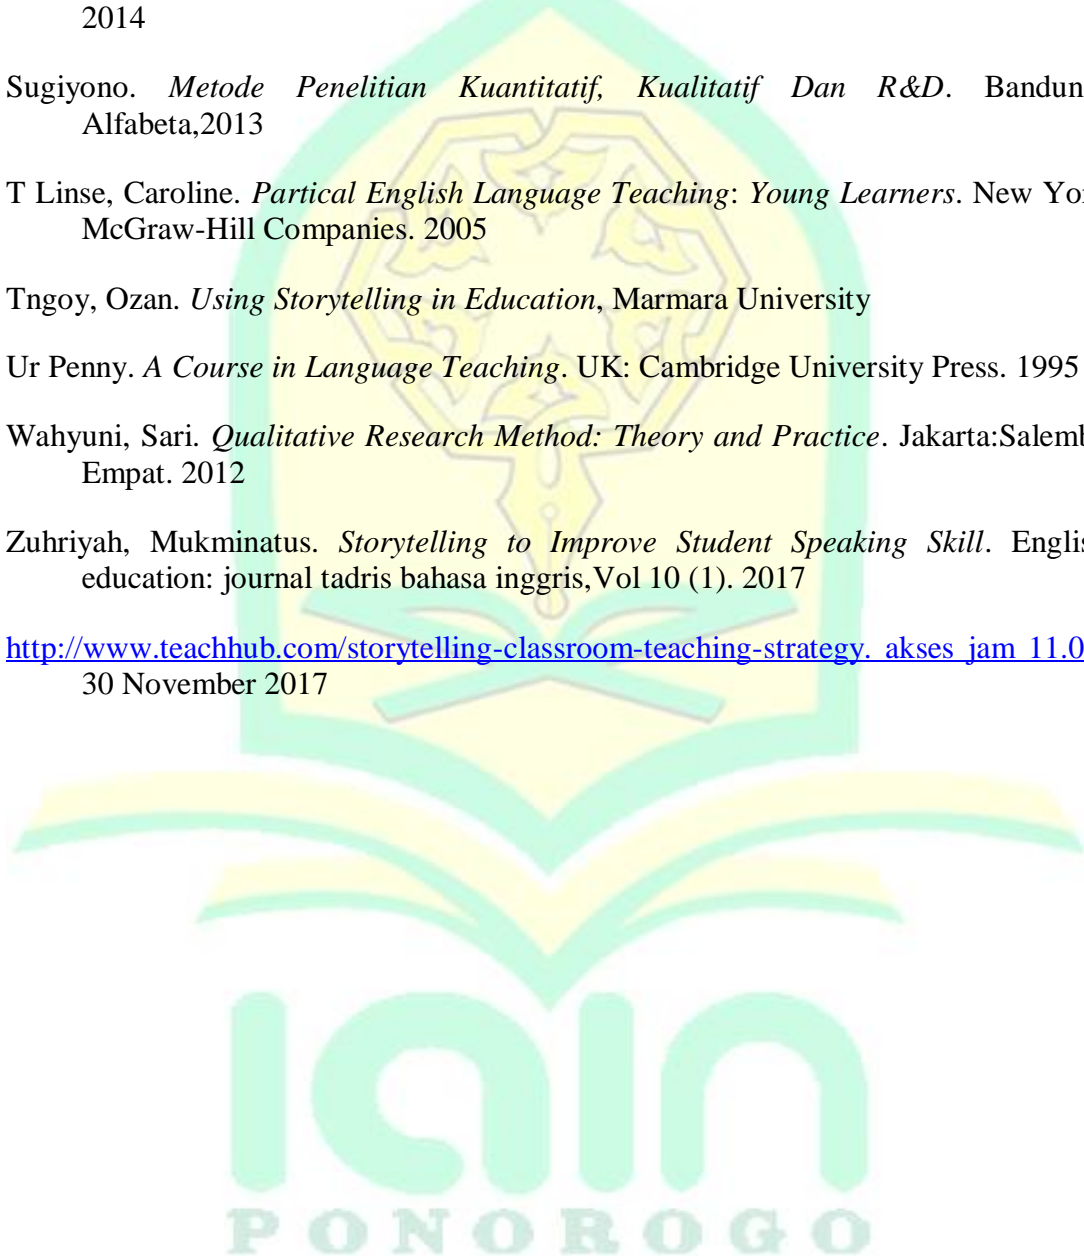 2014
Sugiyono. Metode Penelitian Kuantitatif, Kualitatif Dan R&D. Bandun
Alfabeta,2013
T Linse, Caroline. Partical English Language Teaching: Young Learners. New Yor
McGraw-Hill Companies. 2005
Tngoy, Ozan. Using Storytelling in Education, Marmara University
Ur Penny. A Course in Language Teaching. UK: Cambridge University Press. 1995
Wahyuni, Sari. Qualitative Research Method: Theory and Practice. Jakarta:Salemb
Empat. 2012
Zuhriyah, Mukminatus. Storytelling to Improve Student Speaking Skill. Englis
education: journal tadris bahasa inggris,Vol 10 (1). 2017
http://www.teachhub.com/storytelling-classroom-teaching-strategy. akses jam 11.0
30 November 2017
iain
PONOROGO